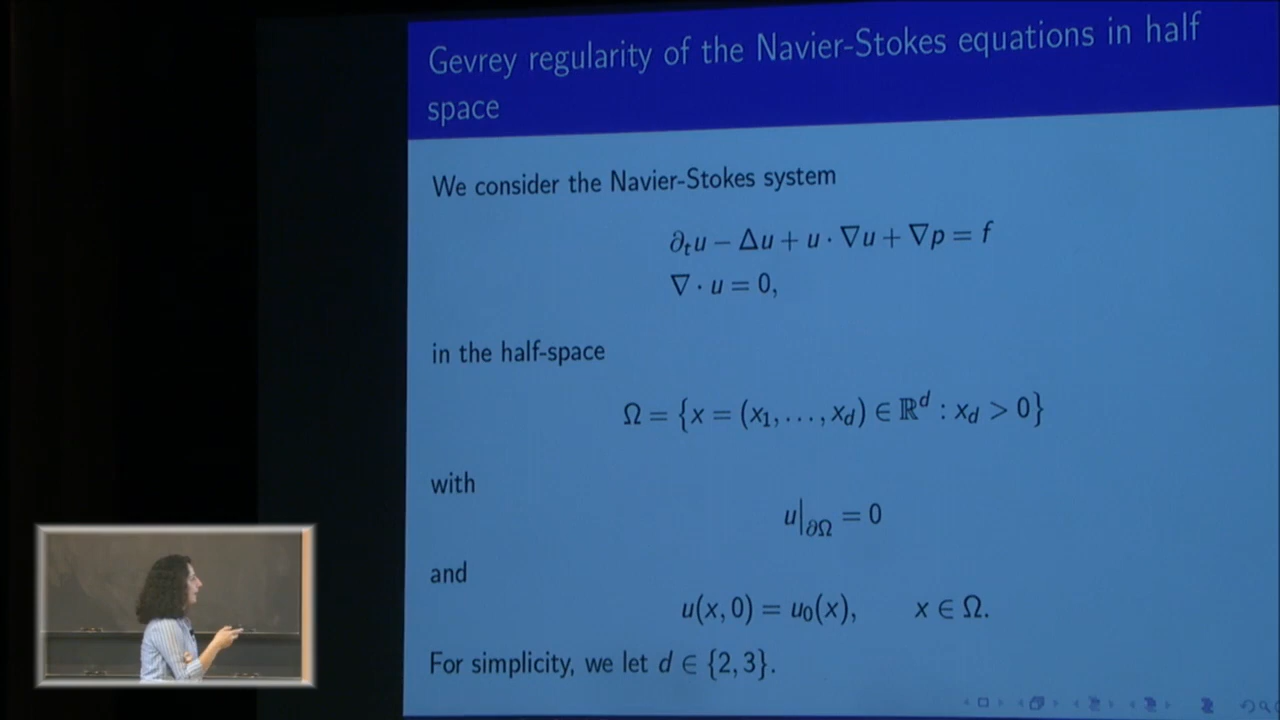 Gevrey regularity of the Navier-Stokes equations in half
space
We consider the Navier-Stokes system
∂ₜu − Δu + u · ∇u + ∇p = f
∇ · u = 0,
in the half-space
Ω = {x = (x₁, . . . , x_d) ∈ ℝᵈ : x_d > 0}
with
u|_∂Ω = 0
and
u(x, 0) = u₀(x), x ∈ Ω.
For simplicity, we let d ∈ {2, 3}.